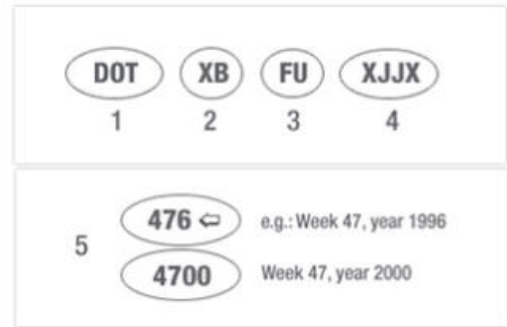 DOT XB FU XJJX
1 2 3 4
476 ⇦ e.g.: Week 47, year 1996
5
4700 Week 47, year 2000